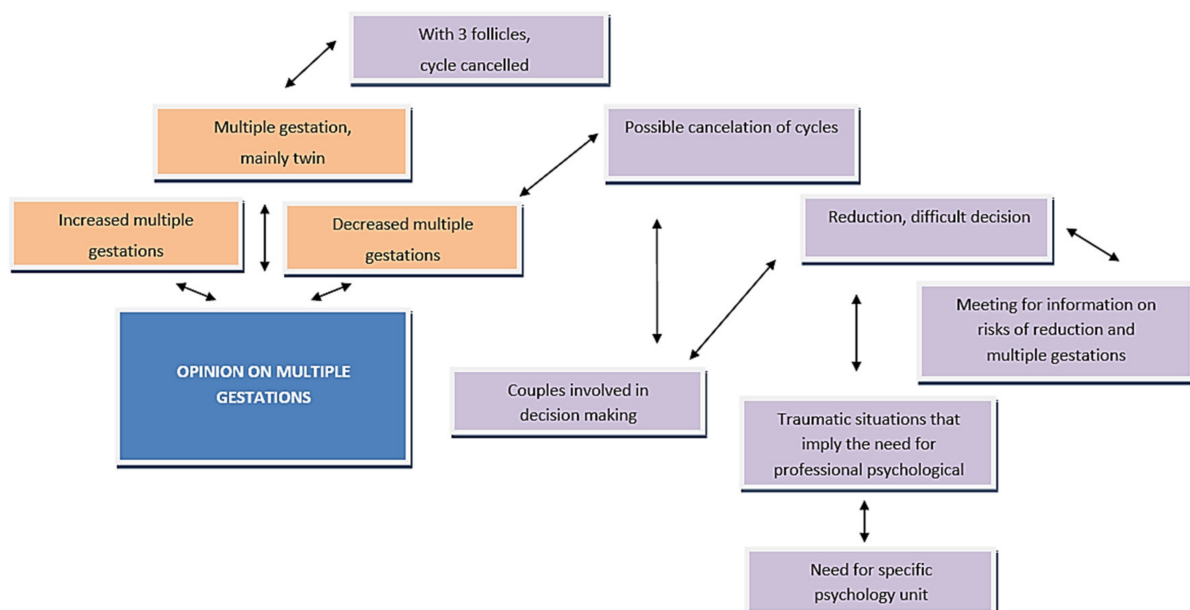 With 3 follicles,
cycle cancelled
Multiple gestation,
mainly twin
Possible cancelation of cycles
Increased multiple
gestations
Decreased multiple
gestations
Reduction, difficult decision
OPINION ON MULTIPLE
GESTATIONS
Meeting for information on
risks of reduction and
multiple gestations
Couples involved in
decision making
Traumatic situations that
imply the need for
professional psychological
Need for specific
psychology unit